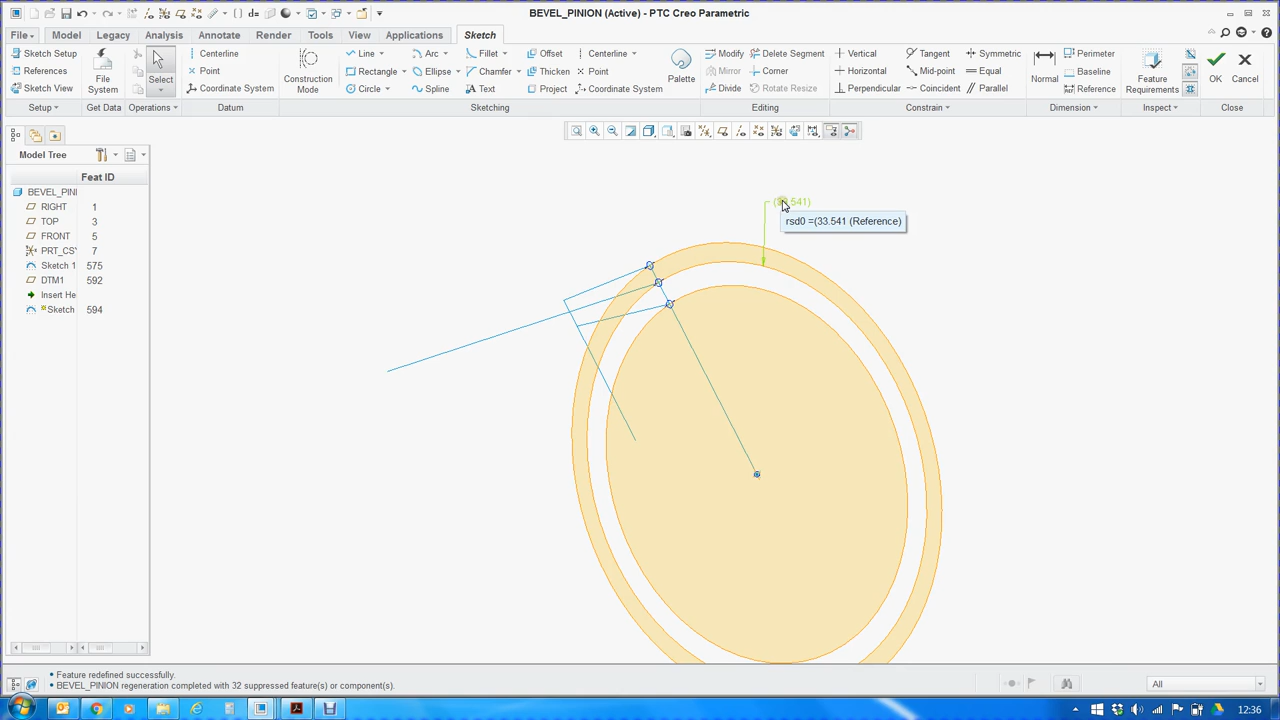 BEVEL_PINION (Active) - PTC Creo Parametric
File Model Legacy Analysis Annotate Render Tools View Applications Sketch
Sketch Setup
References
Sketch View
Setup
File System
Get Data
Select
Operations
Centerline
Point
Coordinate System
Datum
Construction Mode
Line Arc Fillet Offset Centerline
Rectangle Ellipse Chamfer Thicken Point
Circle Spline Text Project Coordinate System
Palette
Sketching
Modify Delete Segment
Mirror Corner
Divide Rotate Resize
Editing
Vertical Tangent Symmetric
Horizontal Mid-point Equal
Perpendicular Coincident Parallel
Constrain
Normal
Perimeter
Baseline
Reference
Dimension
Feature Requirements
Inspect
OK Cancel
Close
Model Tree
Feat ID
BEVEL_PINI
RIGHT 1
TOP 3
FRONT 5
PRT_CSY 7
Sketch 1 575
DTM1 592
Insert He
Sketch 594
rsd0 =(33.541 (Reference)
Feature redefined successfully.
BEVEL_PINION regeneration completed with 32 suppressed feature(s) or component(s).
All
12:36